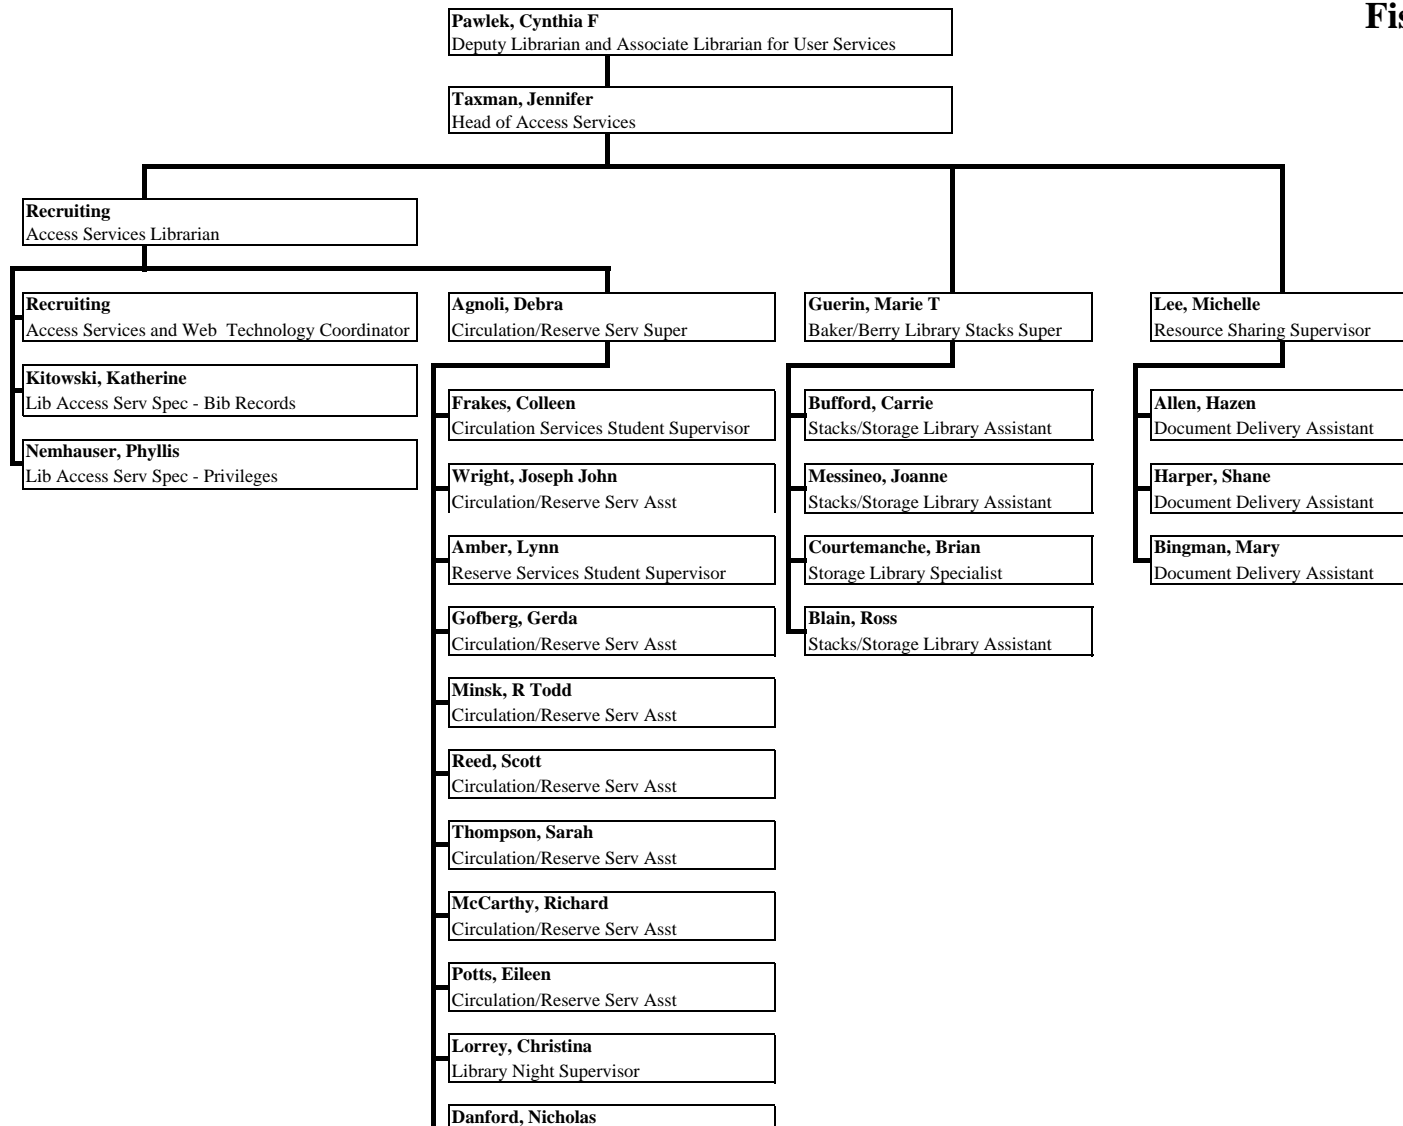 Fis
Pawlek, Cynthia F
Deputy Librarian and Associate Librarian for User Services
Taxman, Jennifer
Head of Access Services
Recruiting
Access Services Librarian
Recruiting
Access Services and Web  Technology Coordinator
Kitowski, Katherine
Lib Access Serv Spec - Bib Records
Nemhauser, Phyllis
Lib Access Serv Spec - Privileges
Agnoli, Debra
Circulation/Reserve Serv Super
Frakes, Colleen
Circulation Services Student Supervisor
Wright, Joseph John
Circulation/Reserve Serv Asst
Amber, Lynn
Reserve Services Student Supervisor
Gofberg, Gerda
Circulation/Reserve Serv Asst
Minsk, R Todd
Circulation/Reserve Serv Asst
Reed, Scott
Circulation/Reserve Serv Asst
Thompson, Sarah
Circulation/Reserve Serv Asst
McCarthy, Richard
Circulation/Reserve Serv Asst
Potts, Eileen
Circulation/Reserve Serv Asst
Lorrey, Christina
Library Night Supervisor
Danford, Nicholas
Guerin, Marie T
Baker/Berry Library Stacks Super
Bufford, Carrie
Stacks/Storage Library Assistant
Messineo, Joanne
Stacks/Storage Library Assistant
Courtemanche, Brian
Storage Library Specialist
Blain, Ross
Stacks/Storage Library Assistant
Lee, Michelle
Resource Sharing Supervisor
Allen, Hazen
Document Delivery Assistant
Harper, Shane
Document Delivery Assistant
Bingman, Mary
Document Delivery Assistant